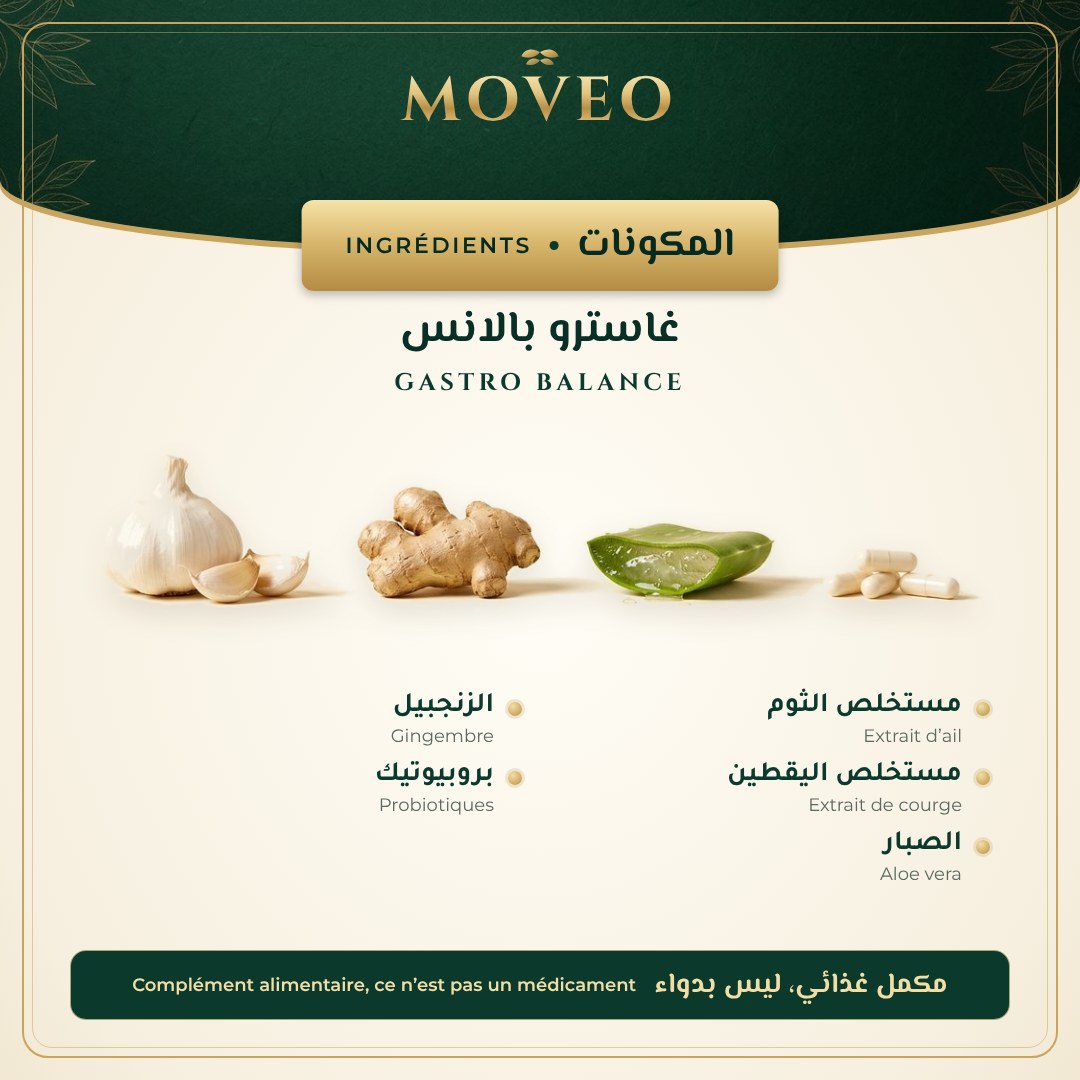 MOVEO
المكونات • INGRÉDIENTS
غاسترو بالانس
GASTRO BALANCE
مستخلص الثوم
Extrait d’ail
مستخلص اليقطين
Extrait de courge
الصبار
Aloe vera
الزنجبيل
Gingembre
بروبيوتيك
Probiotiques
مكمل غذائي، ليس بدواء Complément alimentaire, ce n’est pas un médicament